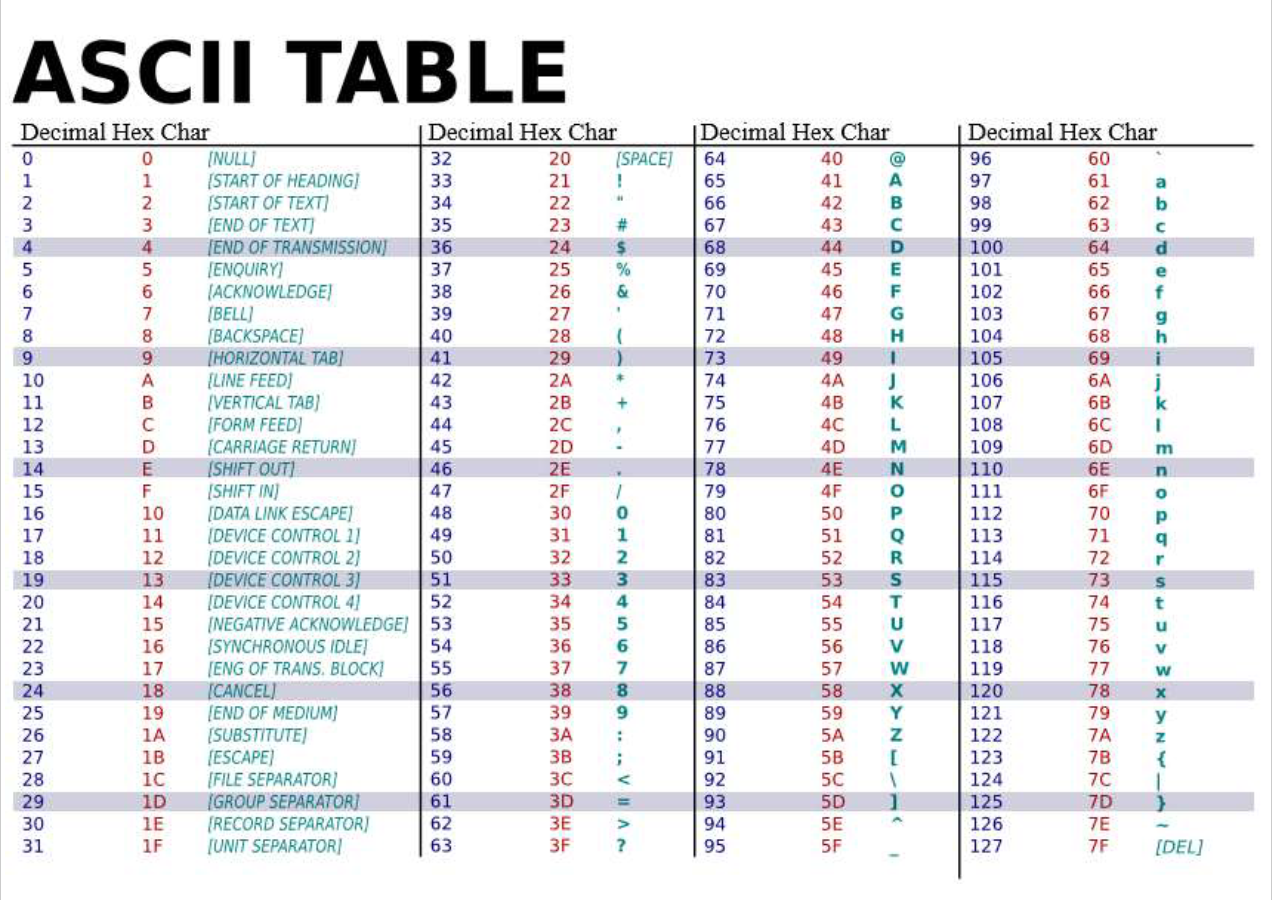 ASCII TABLE
Decimal Hex Char Decimal Hex Char Decimal Hex Char Decimal Hex Char
0 0 [NULL] 32 20 [SPACE] 64 40 @ 96 60 `
1 1 [START OF HEADING] 33 21 ! 65 41 A 97 61 a
2 2 [START OF TEXT] 34 22 " 66 42 B 98 62 b
3 3 [END OF TEXT] 35 23 # 67 43 C 99 63 c
4 4 [END OF TRANSMISSION] 36 24 $ 68 44 D 100 64 d
5 5 [ENQUIRY] 37 25 % 69 45 E 101 65 e
6 6 [ACKNOWLEDGE] 38 26 & 70 46 F 102 66 f
7 7 [BELL] 39 27 ' 71 47 G 103 67 g
8 8 [BACKSPACE] 40 28 ( 72 48 H 104 68 h
9 9 [HORIZONTAL TAB] 41 29 ) 73 49 I 105 69 i
10 A [LINE FEED] 42 2A * 74 4A J 106 6A j
11 B [VERTICAL TAB] 43 2B + 75 4B K 107 6B k
12 C [FORM FEED] 44 2C , 76 4C L 108 6C l
13 D [CARRIAGE RETURN] 45 2D - 77 4D M 109 6D m
14 E [SHIFT OUT] 46 2E . 78 4E N 110 6E n
15 F [SHIFT IN] 47 2F / 79 4F O 111 6F o
16 10 [DATA LINK ESCAPE] 48 30 0 80 50 P 112 70 p
17 11 [DEVICE CONTROL 1] 49 31 1 81 51 Q 113 71 q
18 12 [DEVICE CONTROL 2] 50 32 2 82 52 R 114 72 r
19 13 [DEVICE CONTROL 3] 51 33 3 83 53 S 115 73 s
20 14 [DEVICE CONTROL 4] 52 34 4 84 54 T 116 74 t
21 15 [NEGATIVE ACKNOWLEDGE] 53 35 5 85 55 U 117 75 u
22 16 [SYNCHRONOUS IDLE] 54 36 6 86 56 V 118 76 v
23 17 [ENG OF TRANS. BLOCK] 55 37 7 87 57 W 119 77 w
24 18 [CANCEL] 56 38 8 88 58 X 120 78 x
25 19 [END OF MEDIUM] 57 39 9 89 59 Y 121 79 y
26 1A [SUBSTITUTE] 58 3A : 90 5A Z 122 7A z
27 1B [ESCAPE] 59 3B ; 91 5B [ 123 7B {
28 1C [FILE SEPARATOR] 60 3C < 92 5C \ 124 7C |
29 1D [GROUP SEPARATOR] 61 3D = 93 5D ] 125 7D }
30 1E [RECORD SEPARATOR] 62 3E > 94 5E ^ 126 7E ~
31 1F [UNIT SEPARATOR] 63 3F ? 95 5F _ 127 7F [DEL]